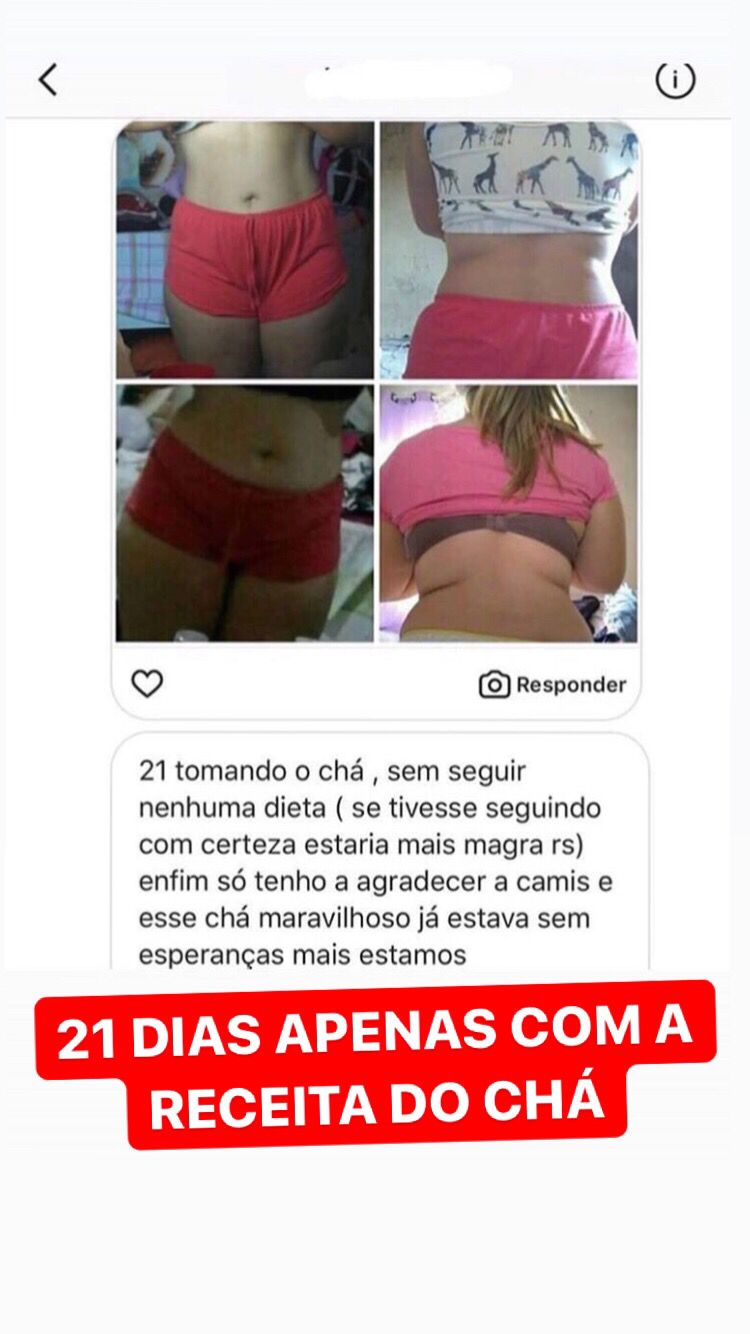 Responder
21 tomando o chá , sem seguir
nenhuma dieta ( se tivesse seguindo
com certeza estaria mais magra rs)
enfim só tenho a agradecer a camis e
esse chá maravilhoso já estava sem
esperanças mais estamos
21 DIAS APENAS COM A
RECEITA DO CHÁ